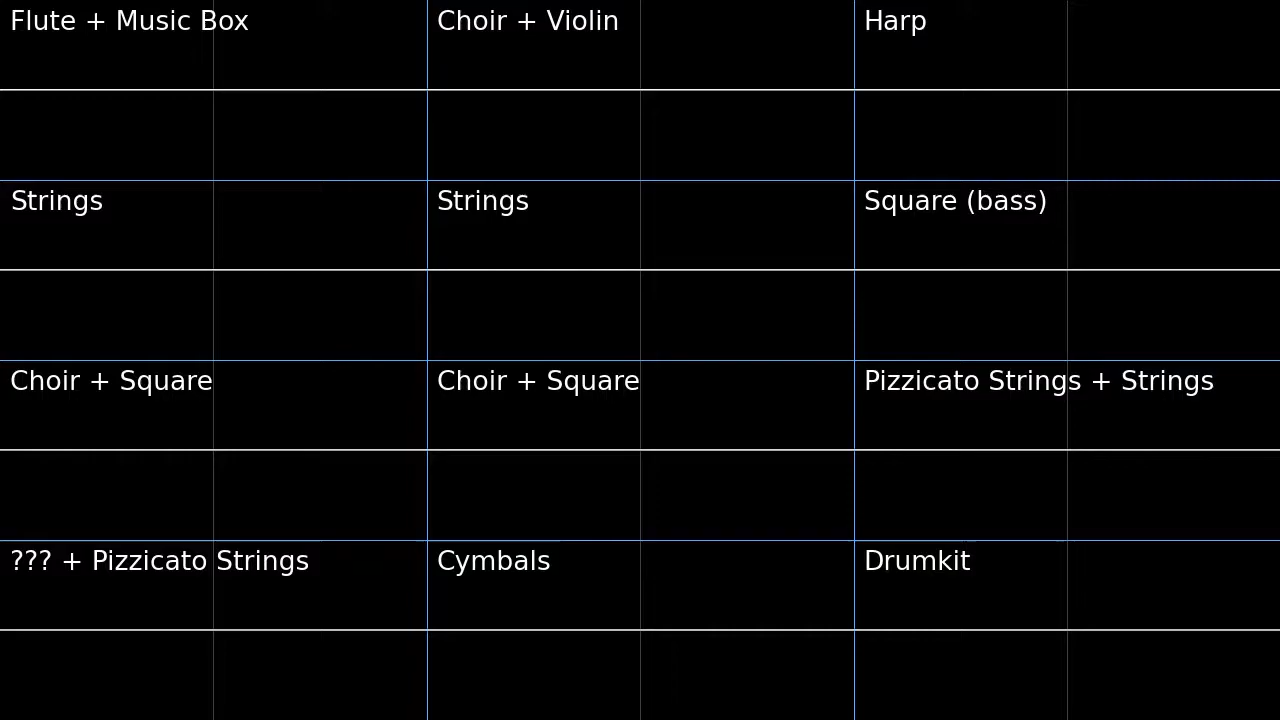 Flute + Music Box
Choir + Violin
Harp
Strings
Strings
Square (bass)
Choir + Square
Choir + Square
Pizzicato Strings + Strings
??? + Pizzicato Strings
Cymbals
Drumkit